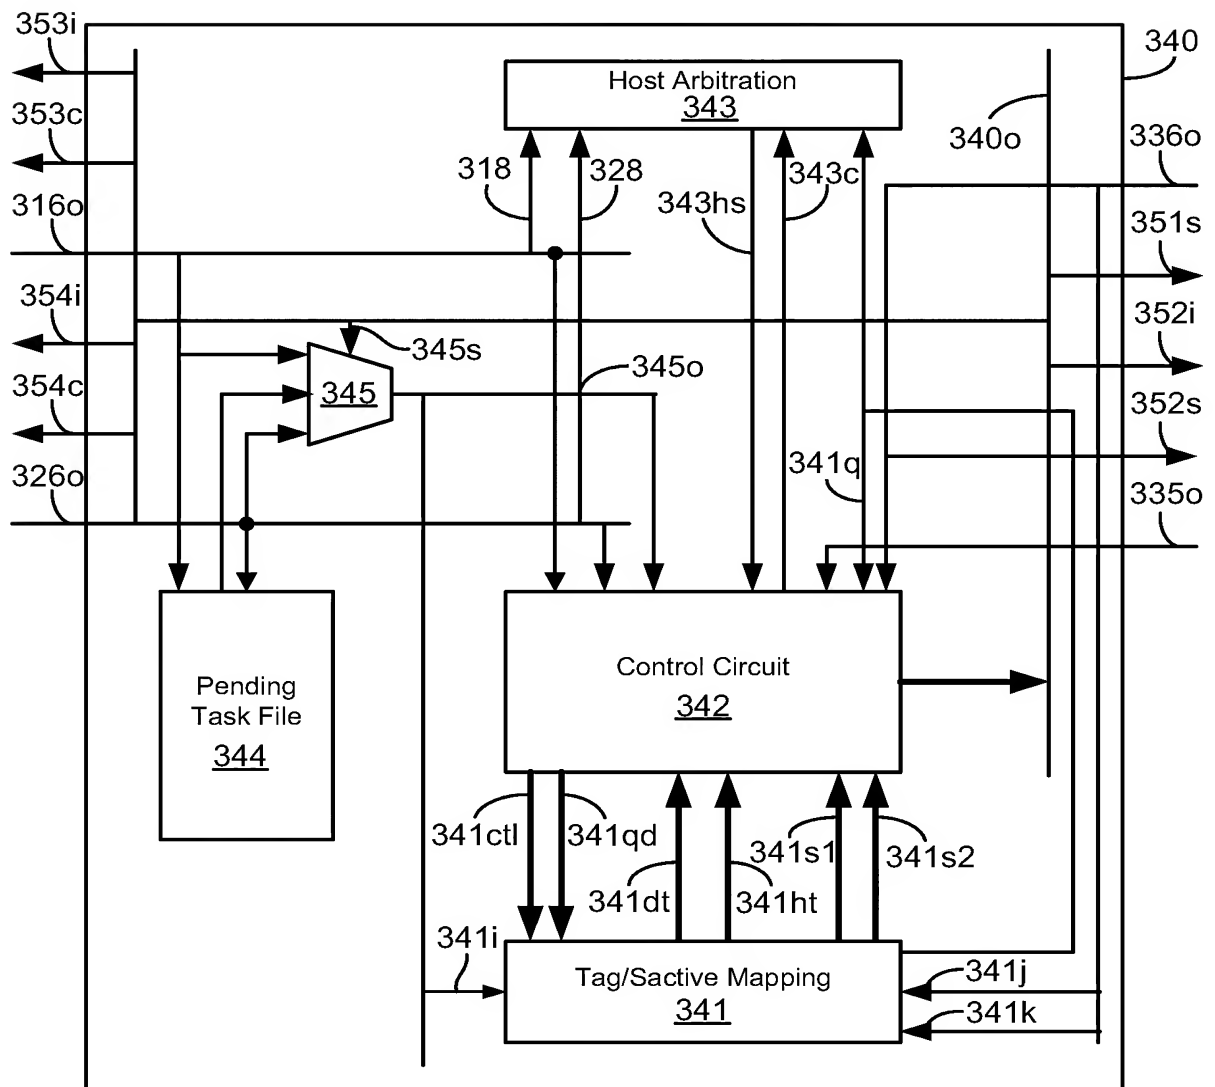 353i
340
Host Arbitration
343
353c
340o
336o
318
328
343c
316o
343hs
351s
354i
352i
345s
345o
345
354c
352s
341q
326o
335o
Control Circuit
342
Pending
Task File
344
341ctl
341qd
341s1
341s2
341dt
341ht
341i
341j
Tag/Sactive Mapping
341
341k